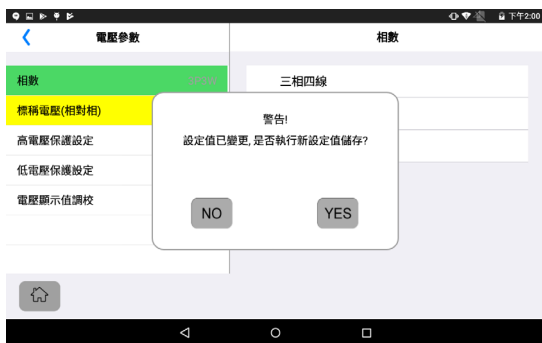 下午2:00
電壓參數
相數
相數
三相四線
標稱電壓(相對相)
高電壓保護設定
低電壓保護設定
電壓顯示值調校
警告!
設定值已變更, 是否執行新設定值儲存?
NO
YES